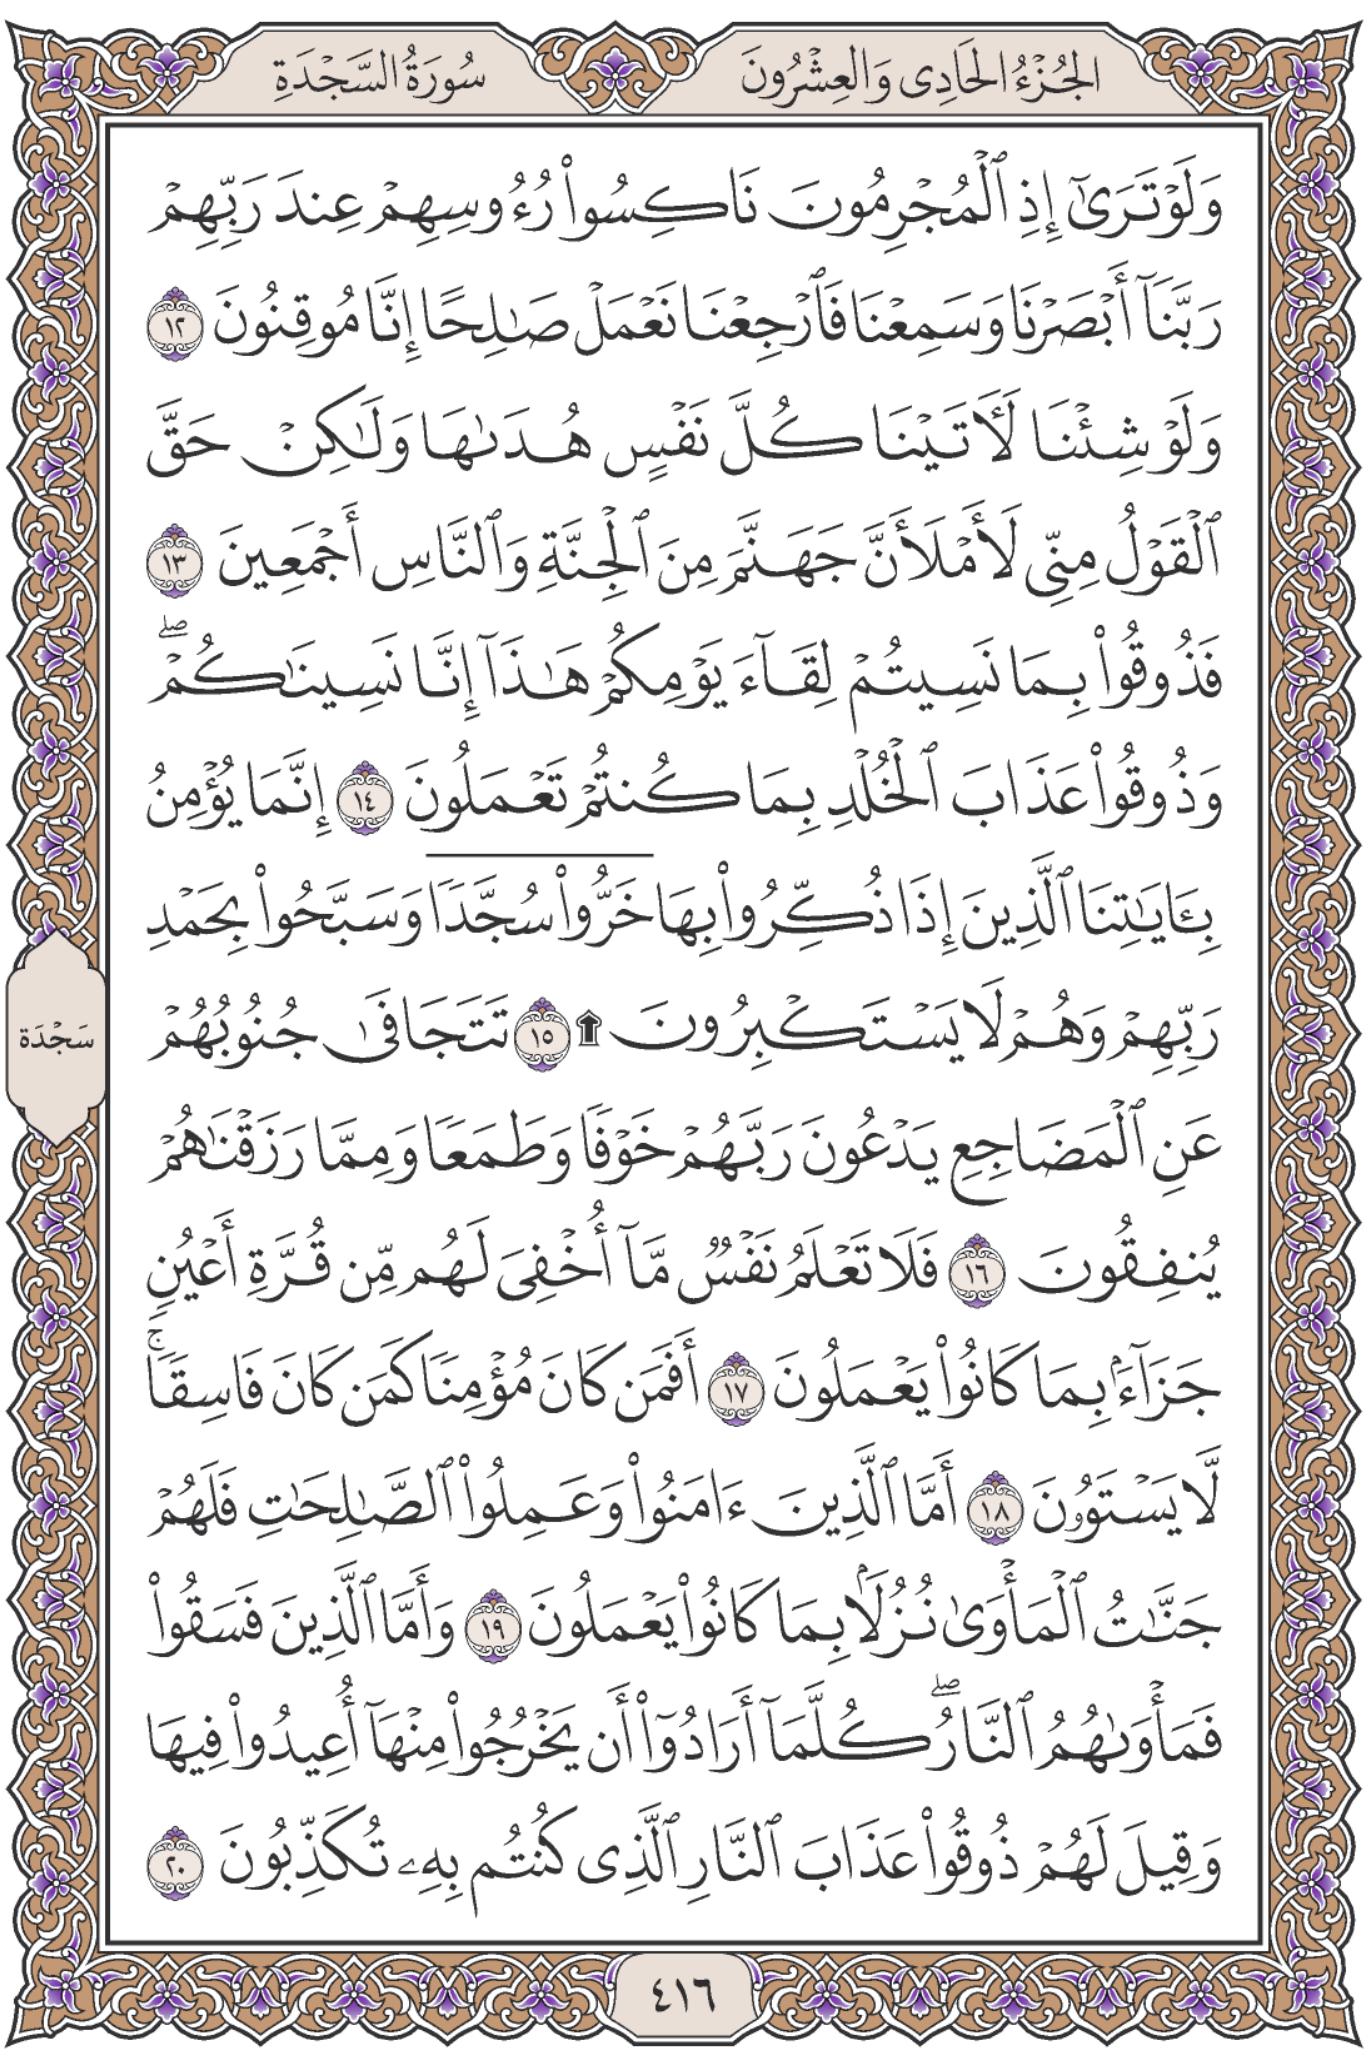 الجُزْءُ الحَادِى وَالعِشْرُونَ
سُورَةُ السَّجْدَةِ
وَلَوْ تَرَىٰٓ إِذِ ٱلْمُجْرِمُونَ نَاكِسُوا۟ رُءُوسِهِمْ عِندَ رَبِّهِمْ
رَبَّنَآ أَبْصَرْنَا وَسَمِعْنَا فَٱرْجِعْنَا نَعْمَلْ صَـٰلِحًا إِنَّا مُوقِنُونَ ١٢
وَلَوْ شِئْنَا لَـَٔاتَيْنَا كُلَّ نَفْسٍ هُدَىٰهَا وَلَـٰكِنْ حَقَّ
ٱلْقَوْلُ مِنِّى لَأَمْلَأَنَّ جَهَنَّمَ مِنَ ٱلْجِنَّةِ وَٱلنَّاسِ أَجْمَعِينَ ١٣
فَذُوقُوا۟ بِمَا نَسِيتُمْ لِقَآءَ يَوْمِكُمْ هَـٰذَآ إِنَّا نَسِينَـٰكُمْ ۖ
وَذُوقُوا۟ عَذَابَ ٱلْخُلْدِ بِمَا كُنتُمْ تَعْمَلُونَ ١٤ إِنَّمَا يُؤْمِنُ
بِـَٔايَـٰتِنَا ٱلَّذِينَ إِذَا ذُكِّرُوا۟ بِهَا خَرُّوا۟ سُجَّدًا وَسَبَّحُوا۟ بِحَمْدِ
رَبِّهِمْ وَهُمْ لَا يَسْتَكْبِرُونَ ۩ ١٥ تَتَجَافَىٰ جُنُوبُهُمْ
سَجْدَة
عَنِ ٱلْمَضَاجِعِ يَدْعُونَ رَبَّهُمْ خَوْفًا وَطَمَعًا وَمِمَّا رَزَقْنَـٰهُمْ
يُنفِقُونَ ١٦ فَلَا تَعْلَمُ نَفْسٌ مَّآ أُخْفِىَ لَهُم مِّن قُرَّةِ أَعْيُنٍ
جَزَآءًۢ بِمَا كَانُوا۟ يَعْمَلُونَ ١٧ أَفَمَن كَانَ مُؤْمِنًا كَمَن كَانَ فَاسِقًا ۚ
لَّا يَسْتَوُۥنَ ١٨ أَمَّا ٱلَّذِينَ ءَامَنُوا۟ وَعَمِلُوا۟ ٱلصَّـٰلِحَـٰتِ فَلَهُمْ
جَنَّـٰتُ ٱلْمَأْوَىٰ نُزُلًۢا بِمَا كَانُوا۟ يَعْمَلُونَ ١٩ وَأَمَّا ٱلَّذِينَ فَسَقُوا۟
فَمَأْوَىٰهُمُ ٱلنَّارُ ۖ كُلَّمَآ أَرَادُوٓا۟ أَن يَخْرُجُوا۟ مِنْهَآ أُعِيدُوا۟ فِيهَا
وَقِيلَ لَهُمْ ذُوقُوا۟ عَذَابَ ٱلنَّارِ ٱلَّذِى كُنتُم بِهِۦ تُكَذِّبُونَ ٢٠
٤١٦